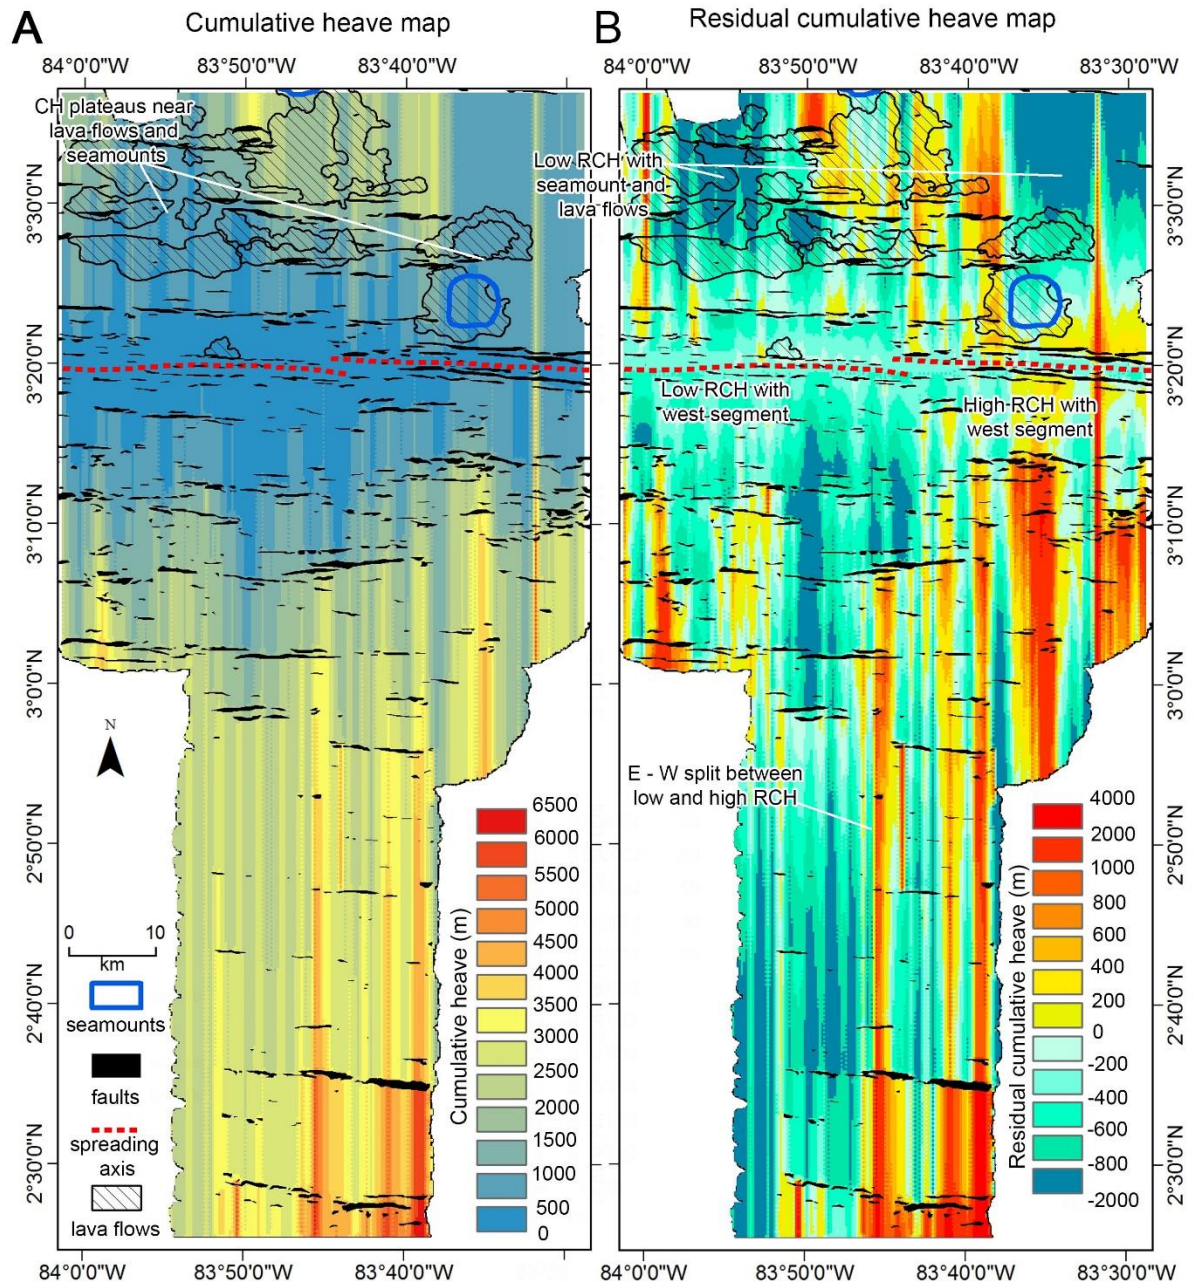 A
Cumulative heave map
B
Residual cumulative heave map
84°0'0"W
83°50'0"W
83°40'0"W
84°0'0"W
83°50'0"W
83°40'0"W
83°30'0"W
CH plateaus near
lava flows and
seamounts
Low RCH with
seamount and
lava flows
3°30'0"N
3°20'0"N
3°10'0"N
3°0'0"N
2°50'0"N
2°40'0"N
2°30'0"N
3°30'0"N
3°20'0"N
3°10'0"N
3°0'0"N
2°50'0"N
2°40'0"N
2°30'0"N
Low RCH with
west segment
High RCH with
west segment
N
E - W split between
low and high RCH
0 10
km
seamounts
faults
spreading
axis
lava flows
Cumulative heave (m)
6500
6000
5500
5000
4500
4000
3500
3000
2500
2000
1500
1000
500
0
Residual cumulative heave (m)
4000
2000
1000
800
600
400
200
0
-200
-400
-600
-800
-2000
84°0'0"W
83°50'0"W
83°40'0"W
84°0'0"W
83°50'0"W
83°40'0"W
83°30'0"W